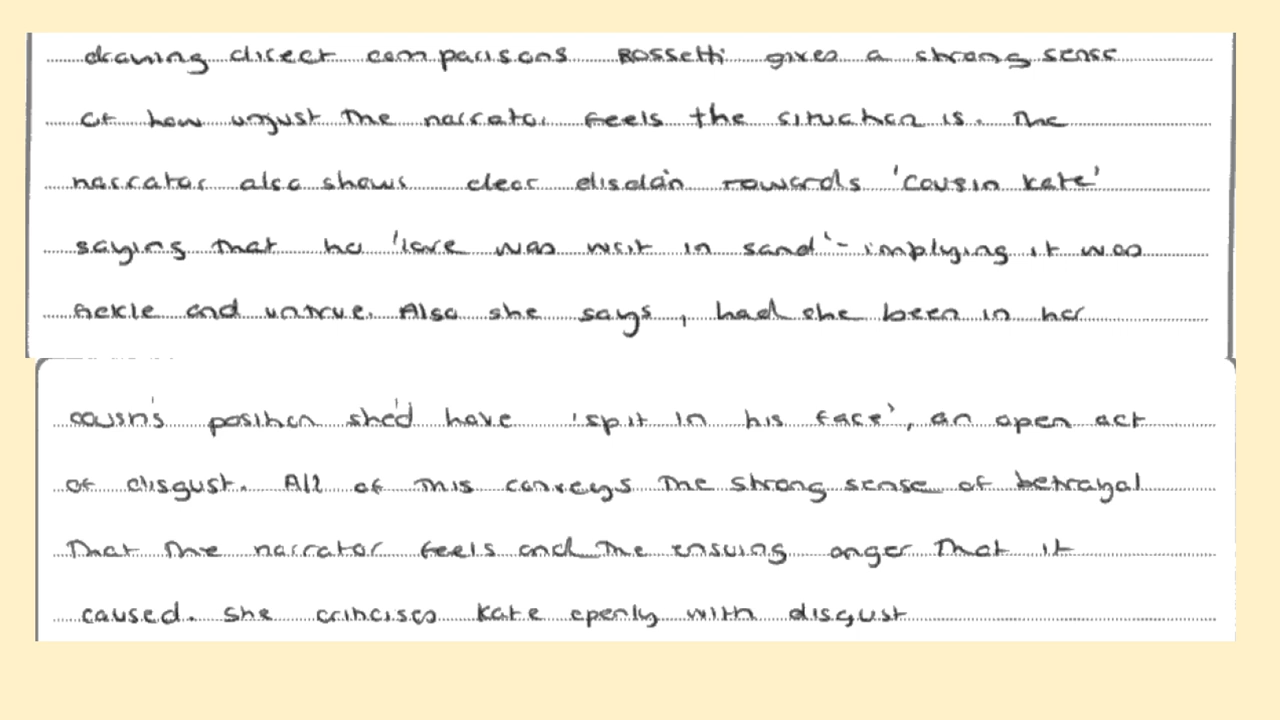 drawing direct comparisons Rossetti gives a strong sense
of how unjust the narrator feels the situation is. The
narrator also shows clear disdain towards 'Cousin Kate'
saying that her 'love was writ in sand' - implying it was
fickle and untrue. Also she says, had she been in her
cousin's position she'd have 'spit in his face', an open act
of disgust. All of this conveys the strong sense of betrayal
that the narrator feels and the ensuing anger that it
caused. She criticises Kate openly with disgust